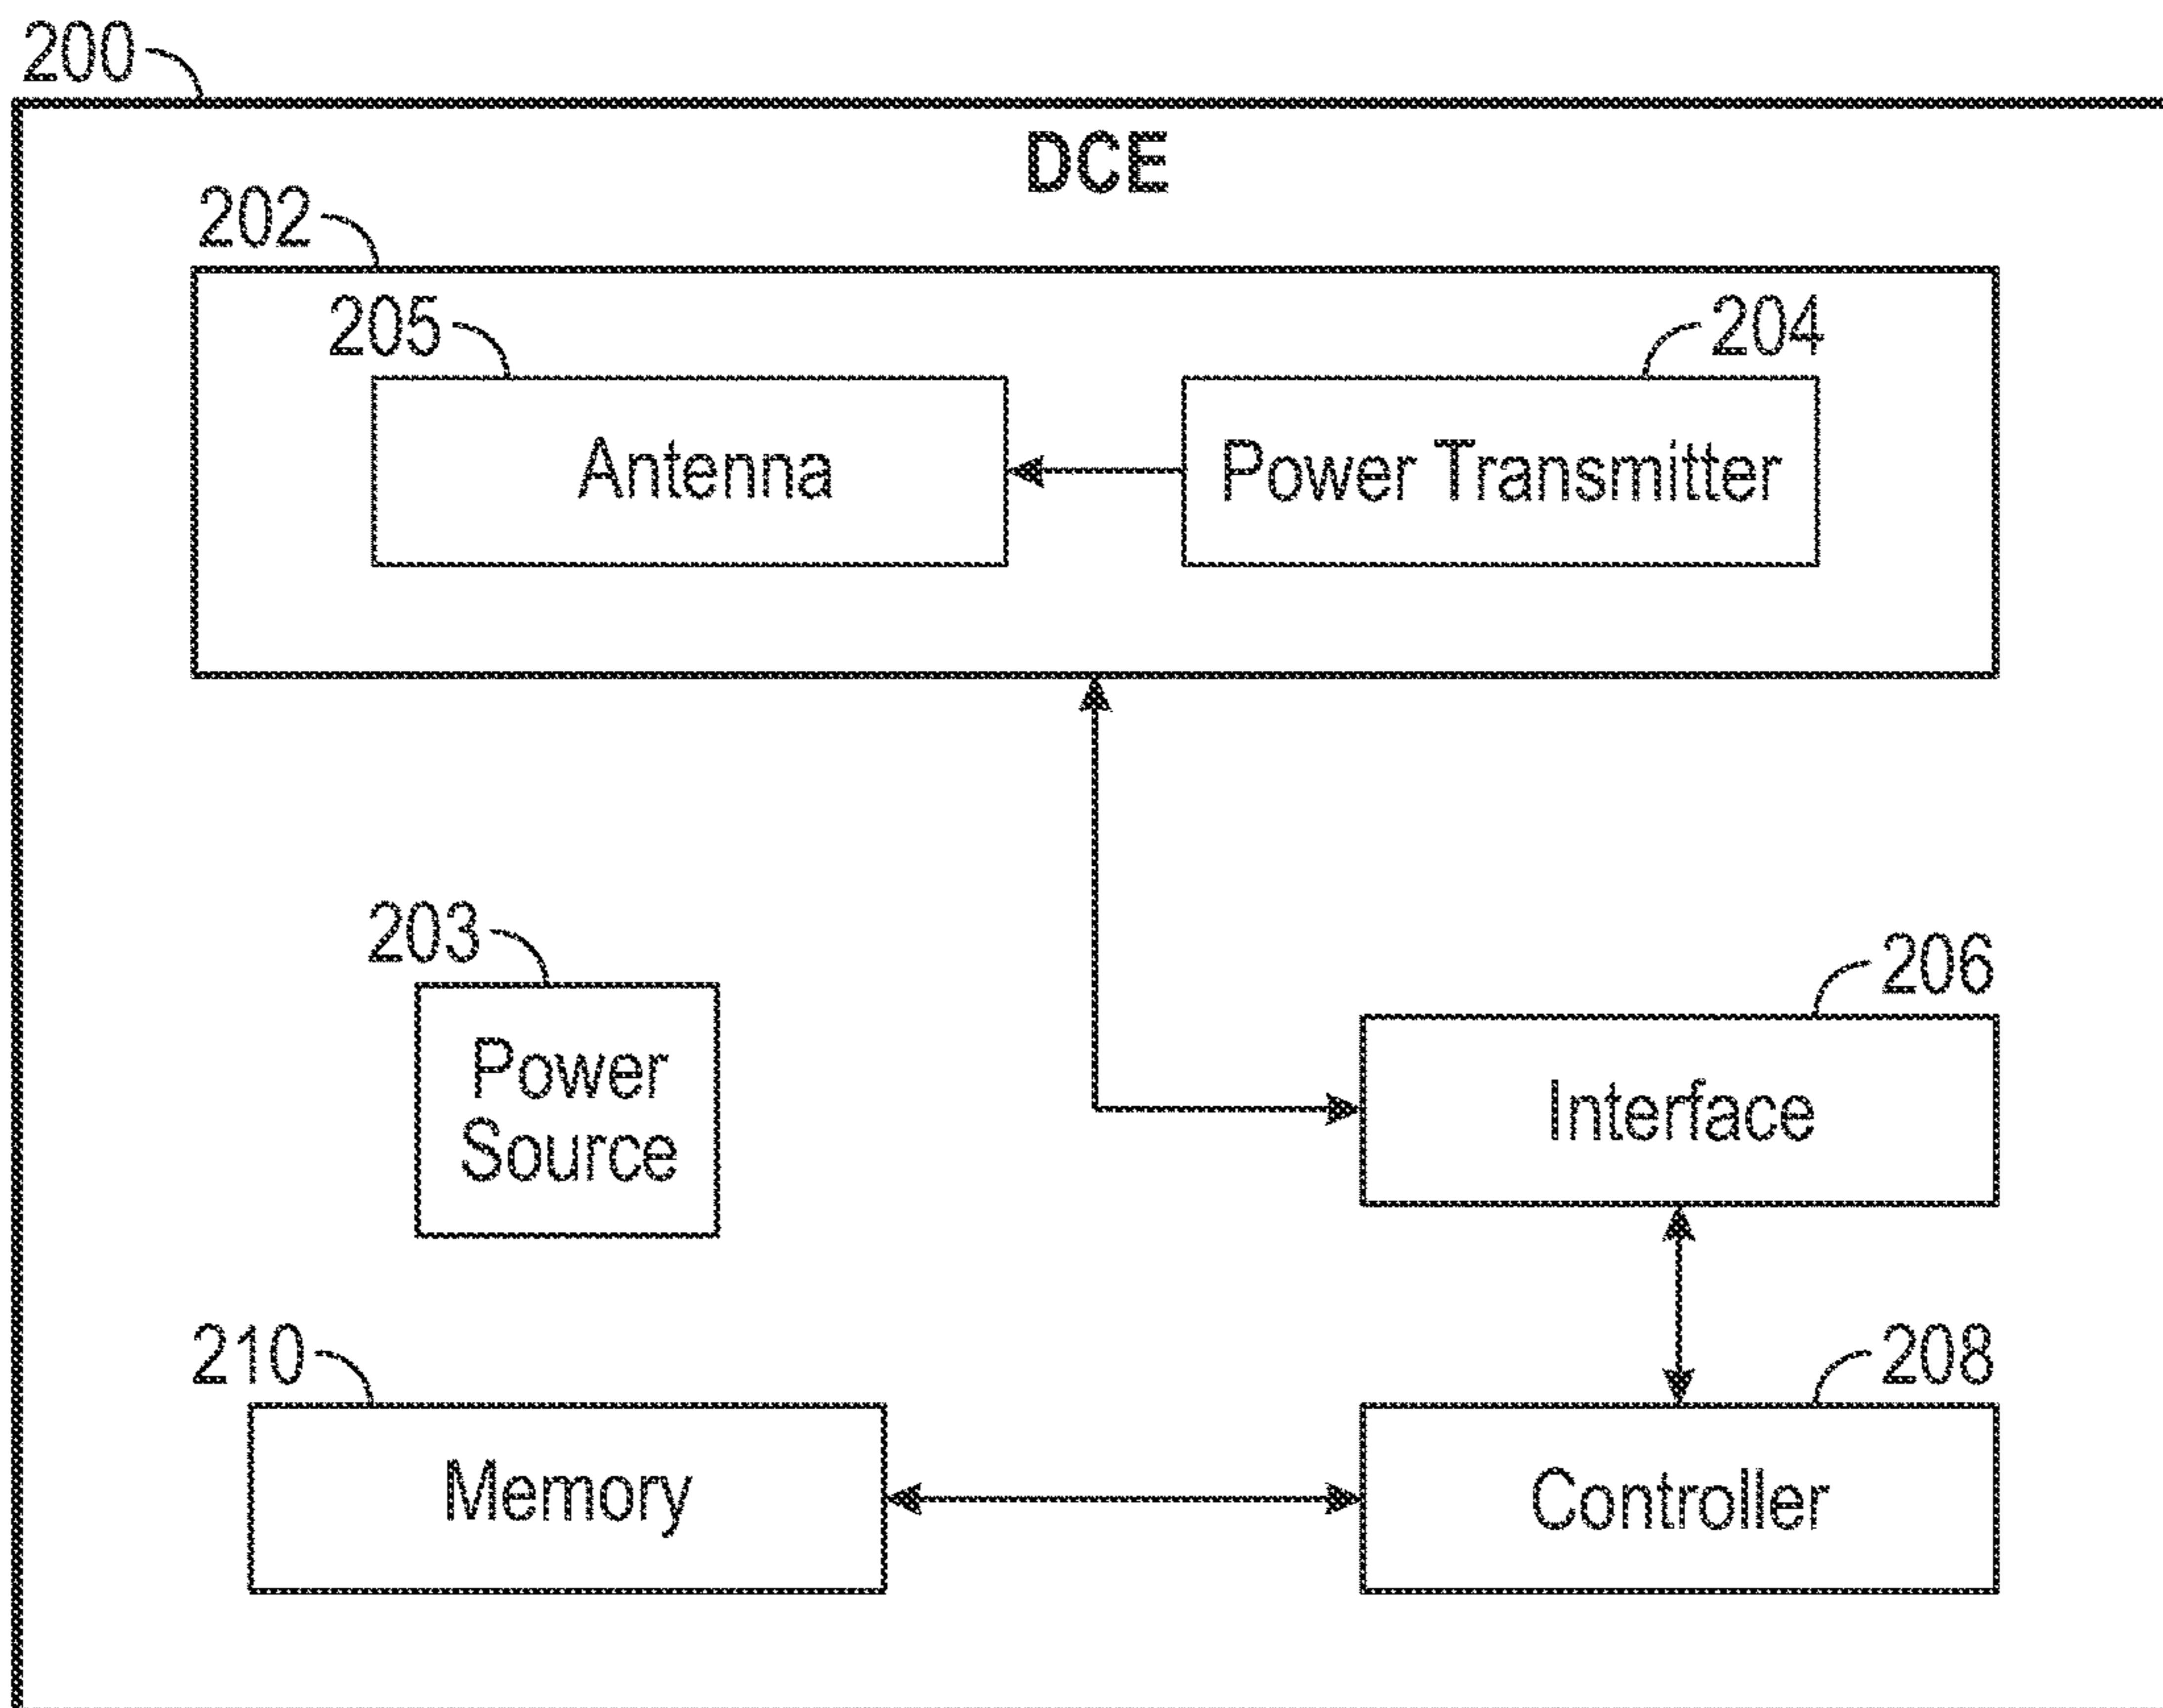 200
DCE
202
205
204
Antenna
Power Transmitter
203
206
Power
Source
Interface
210
208
Memory
Controller